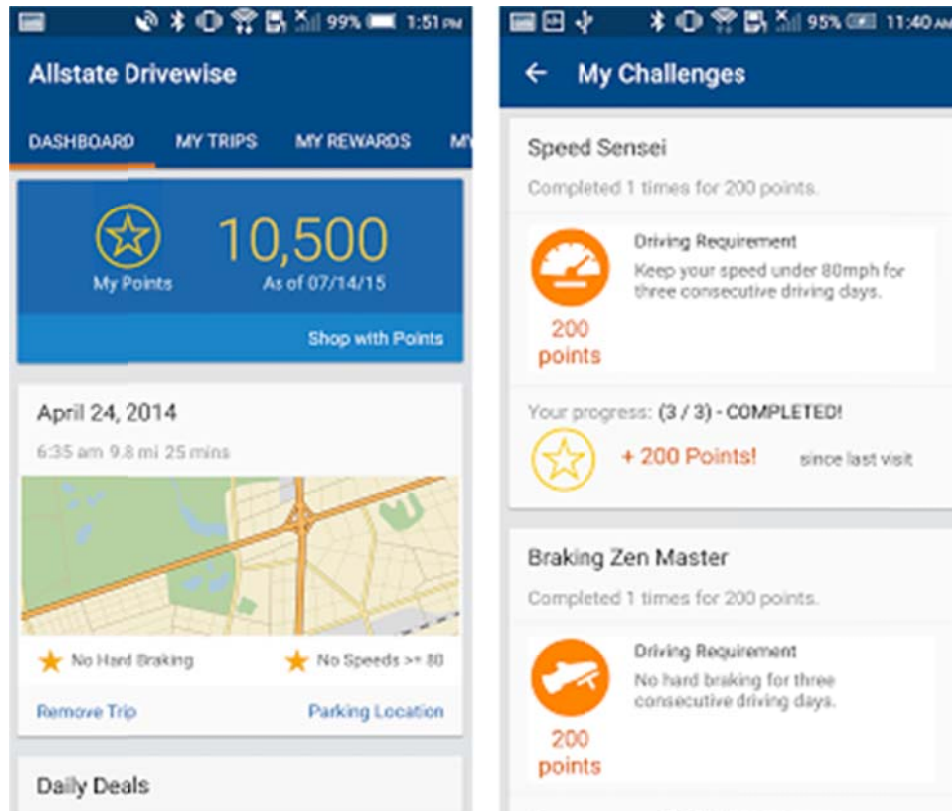 99% 1:51 PM
Allstate Drivewise
DASHBOARD MY TRIPS MY REWARDS MY
My Points
10,500
As of 07/14/15
Shop with Points
April 24, 2014
6:35 am 9.8 mi 25 mins
No Hard Braking
No Speeds >= 80
Remove Trip
Parking Location
Daily Deals
95% 11:40 AM
My Challenges
Speed Sensei
Completed 1 times for 200 points.
200
points
Driving Requirement
Keep your speed under 80mph for
three consecutive driving days.
Your progress: (3 / 3) - COMPLETED!
+ 200 Points! since last visit
Braking Zen Master
Completed 1 times for 200 points.
200
points
Driving Requirement
No hard braking for three
consecutive driving days.